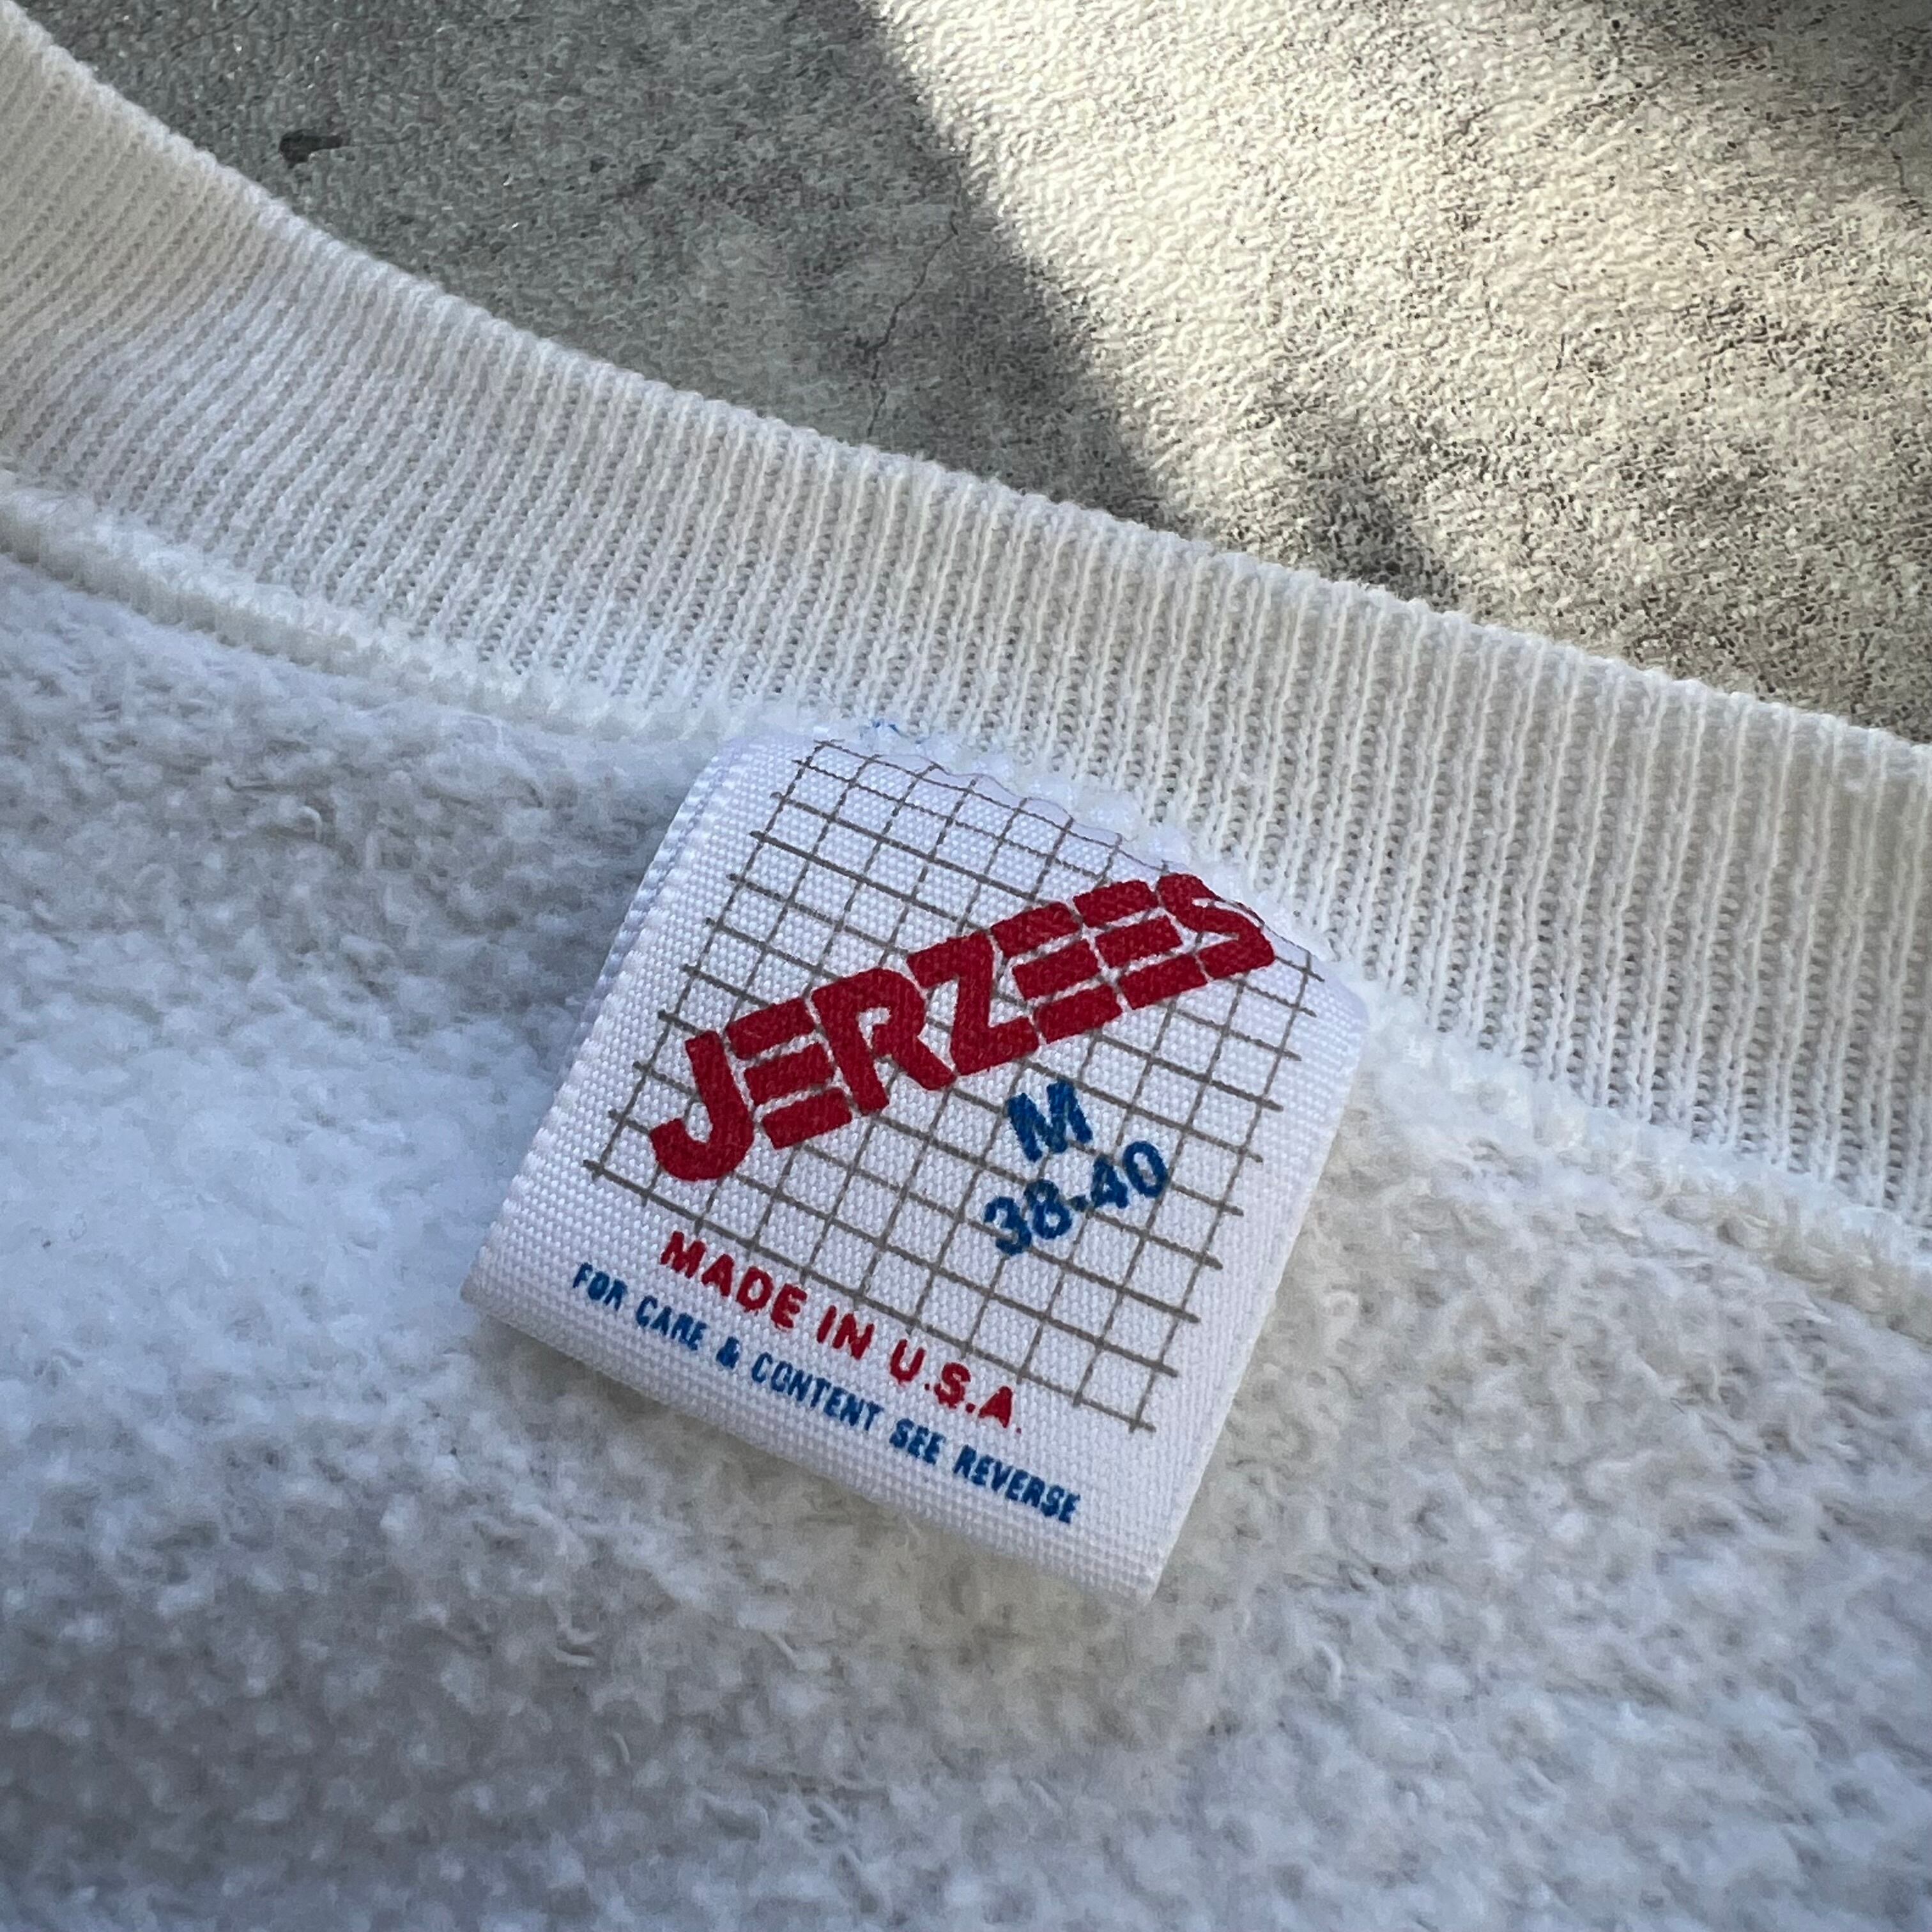 JERZEES
M
38-40
MADE IN U.S.A.
FOR CARE & CONTENT SEE REVERSE